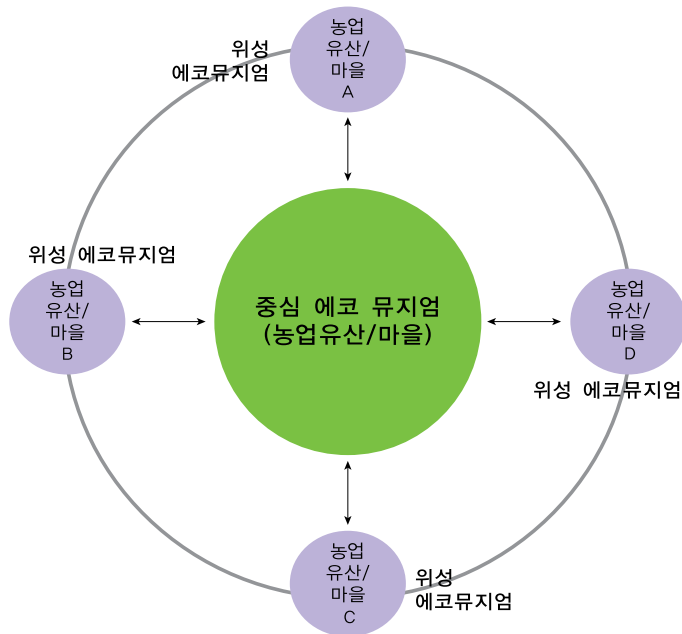 농업
유산/
마을
A
위성
에코뮤지엄
위성 에코뮤지엄
농업
유산/
마을
B
중심 에코 뮤지엄
(농업유산/마을)
농업
유산/
마을
D
위성 에코뮤지엄
농업
유산/
마을
C
위성
에코뮤지엄